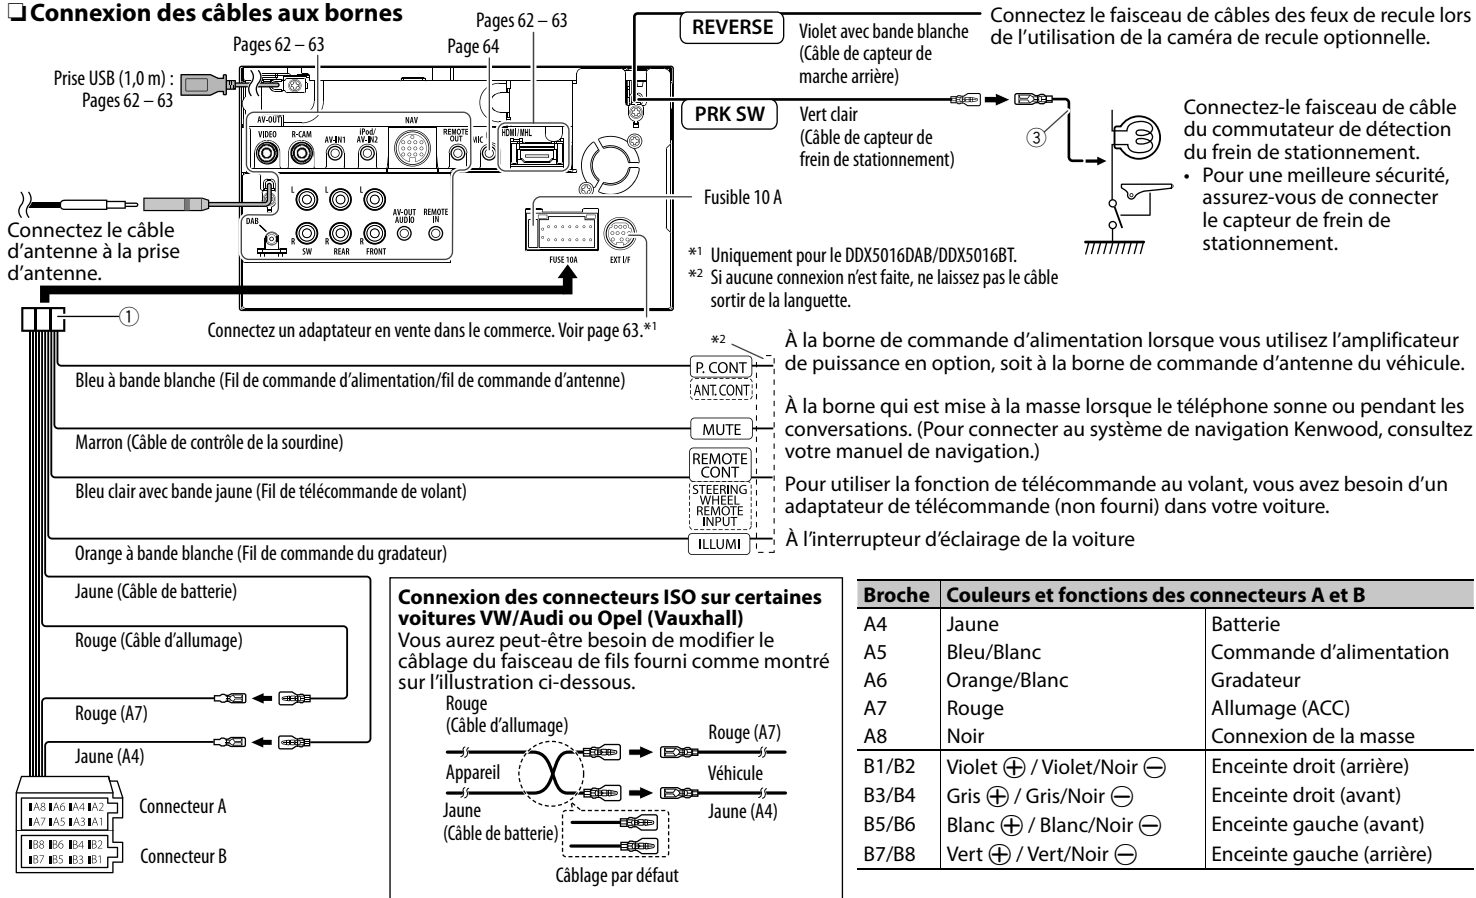 ❏ Connexion des câbles aux bornes
Pages 62 – 63
Page 64
Pages 62 – 63
Prise USB (1,0 m) :
Pages 62 – 63
REVERSE
Violet avec bande blanche
(Câble de capteur de
marche arrière)
Connectez le faisceau de câbles des feux de recule lors
de l'utilisation de la caméra de recule optionnelle.
PRK SW
Vert clair
(Câble de capteur de
frein de stationnement)
③
Connectez-le faisceau de câble
du commutateur de détection
du frein de stationnement.
• Pour une meilleure sécurité,
assurez-vous de connecter
le capteur de frein de
stationnement.
AV-OUT
VIDEO
R-CAM
AV-IN1
iPod/
AV-IN2
NAV
REMOTE
OUT
MIC
HDMI/MHL
DAB
L
L
L
R
R
R
SW
REAR
FRONT
AV-OUT
AUDIO
REMOTE
IN
FUSE 10A
EXT I/F
Fusible 10 A
Connectez le câble
d'antenne à la prise
d'antenne.
*1 Uniquement pour le DDX5016DAB/DDX5016BT.
*2 Si aucune connexion n'est faite, ne laissez pas le câble
sortir de la languette.
①
Connectez un adaptateur en vente dans le commerce. Voir page 63.*1
*2
Bleu à bande blanche (Fil de commande d'alimentation/fil de commande d'antenne)
P. CONT
ANT. CONT
À la borne de commande d'alimentation lorsque vous utilisez l'amplificateur
de puissance en option, soit à la borne de commande d'antenne du véhicule.
Marron (Câble de contrôle de la sourdine)
MUTE
À la borne qui est mise à la masse lorsque le téléphone sonne ou pendant les
conversations. (Pour connecter au système de navigation Kenwood, consultez
votre manuel de navigation.)
Bleu clair avec bande jaune (Fil de télécommande de volant)
REMOTE
CONT
STEERING
WHEEL
REMOTE
INPUT
Pour utiliser la fonction de télécommande au volant, vous avez besoin d'un
adaptateur de télécommande (non fourni) dans votre voiture.
Orange à bande blanche (Fil de commande du gradateur)
ILLUMI
À l'interrupteur d'éclairage de la voiture
Jaune (Câble de batterie)
Rouge (Câble d'allumage)
Rouge (A7)
Jaune (A4)
A8 A6 A4 A2
A7 A5 A3 A1
Connecteur A
B8 B6 B4 B2
B7 B5 B3 B1
Connecteur B
Connexion des connecteurs ISO sur certaines
voitures VW/Audi ou Opel (Vauxhall)
Vous aurez peut-être besoin de modifier le
câblage du faisceau de fils fourni comme montré
sur l'illustration ci-dessous.
Rouge
(Câble d'allumage)
Rouge (A7)
Appareil
Véhicule
Jaune
(Câble de batterie)
Jaune (A4)
Câblage par défaut
Broche Couleurs et fonctions des connecteurs A et B
A4 Jaune Batterie
A5 Bleu/Blanc Commande d'alimentation
A6 Orange/Blanc Gradateur
A7 Rouge Allumage (ACC)
A8 Noir Connexion de la masse
B1/B2 Violet ⊕ / Violet/Noir ⊖ Enceinte droit (arrière)
B3/B4 Gris ⊕ / Gris/Noir ⊖ Enceinte droit (avant)
B5/B6 Blanc ⊕ / Blanc/Noir ⊖ Enceinte gauche (avant)
B7/B8 Vert ⊕ / Vert/Noir ⊖ Enceinte gauche (arrière)